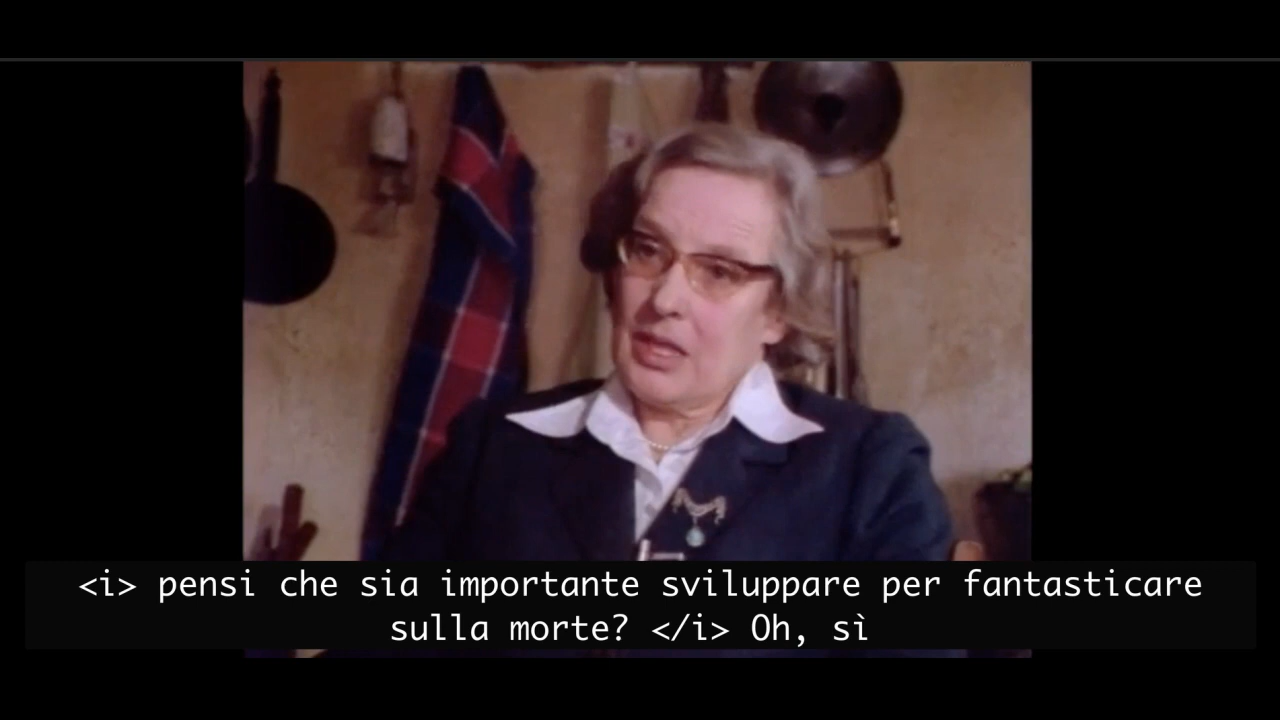 <i> pensi che sia importante sviluppare per fantasticare
sulla morte? </i> Oh, sì